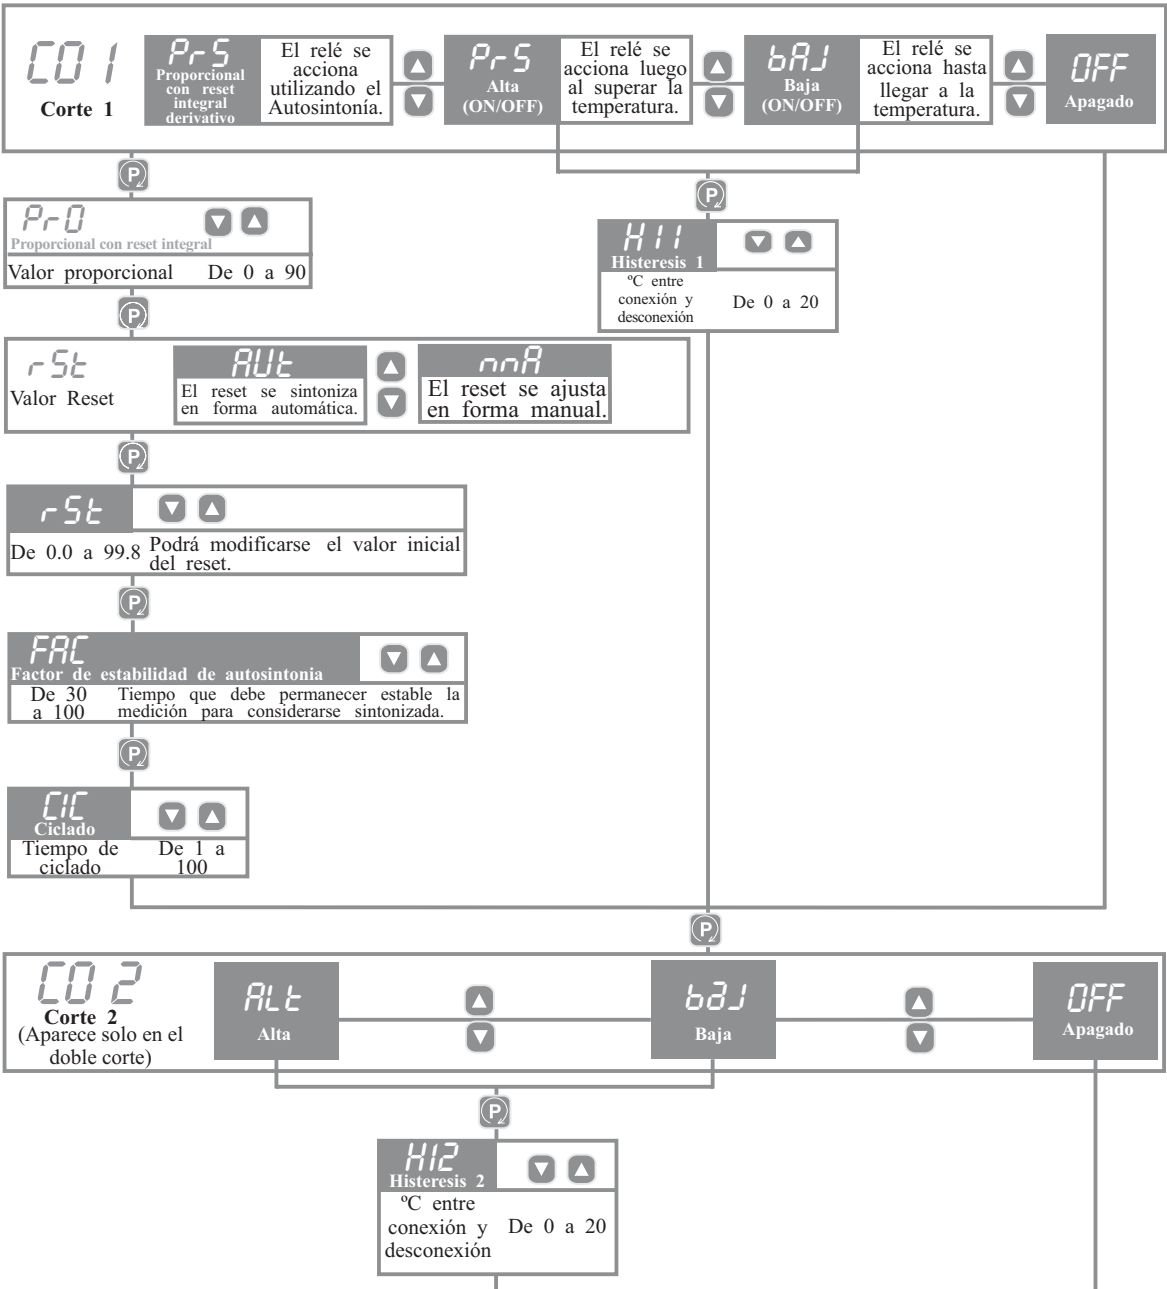 CO 1
Corte 1
PrS
Proporcional
con reset
integral
derivativo
El relé se
acciona
utilizando el
Autosintonía.
PrS
Alta
(ON/OFF)
El relé se
acciona luego
al superar la
temperatura.
bAJ
Baja
(ON/OFF)
El relé se
acciona hasta
llegar a la
temperatura.
OFF
Apagado
P
P
PrO
Proporcional con reset integral
Valor proporcional De 0 a 90
HI1
Histeresis 1
ºC entre
conexión y
desconexión
De 0 a 20
P
rSt
Valor Reset
AUt
El reset se sintoniza
en forma automática.
nnA
El reset se ajusta
en forma manual.
P
rSt
De 0.0 a 99.8
Podrá modificarse el valor inicial
del reset.
P
FAC
Factor de estabilidad de autosintonia
De 30
a 100
Tiempo que debe permanecer estable la
medición para considerarse sintonizada.
P
CIC
Ciclado
Tiempo de
ciclado
De 1 a
100
P
CO 2
Corte 2
(Aparece solo en el
doble corte)
ALt
Alta
baJ
Baja
OFF
Apagado
P
HI2
Histeresis 2
ºC entre
conexión y
desconexión
De 0 a 20